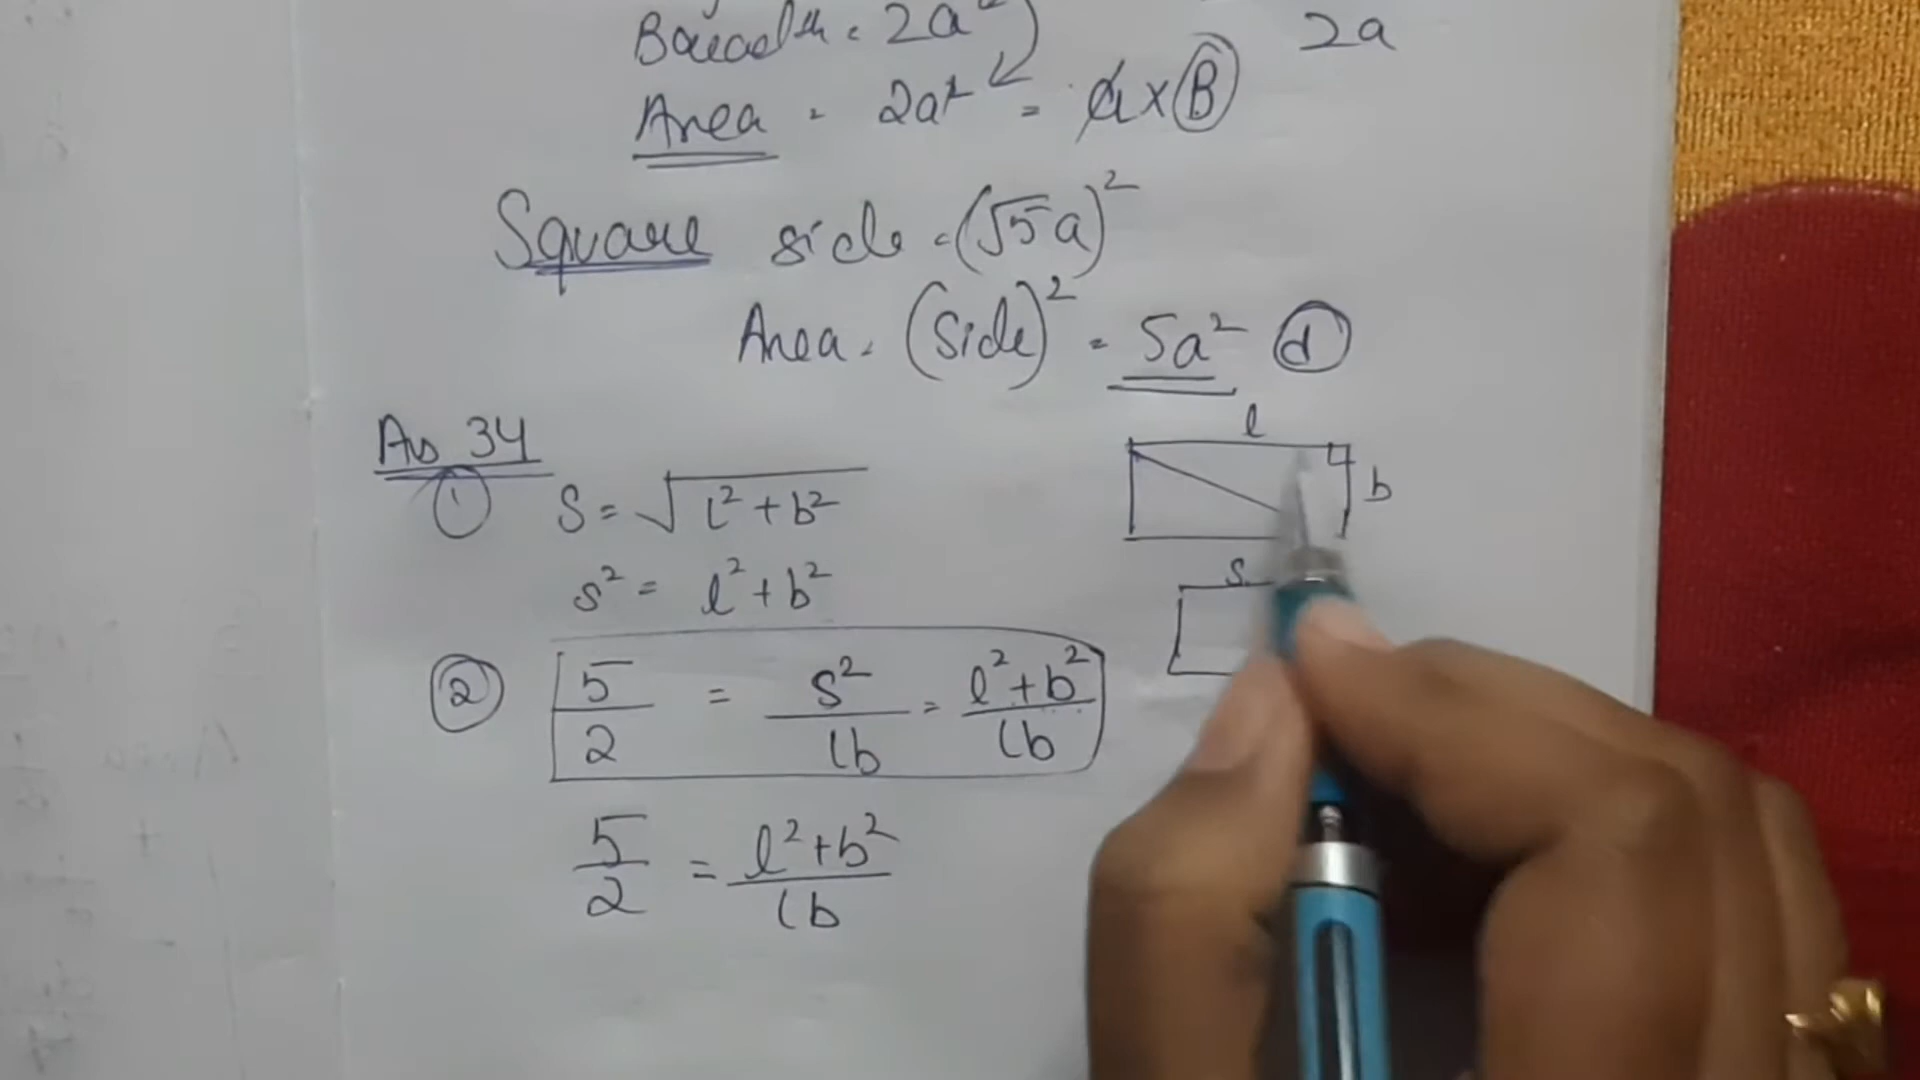 Breadth = 2a
2a
Area = 2a² = a x B
Square side = (√5a)²
Area = (side)² = 5a² d
l
Ans 34
① S = √l² + b²
b
s² = l² + b²
s
② 5/2 = s²/lb = l²+b²/lb
5/2 = l²+b²/lb